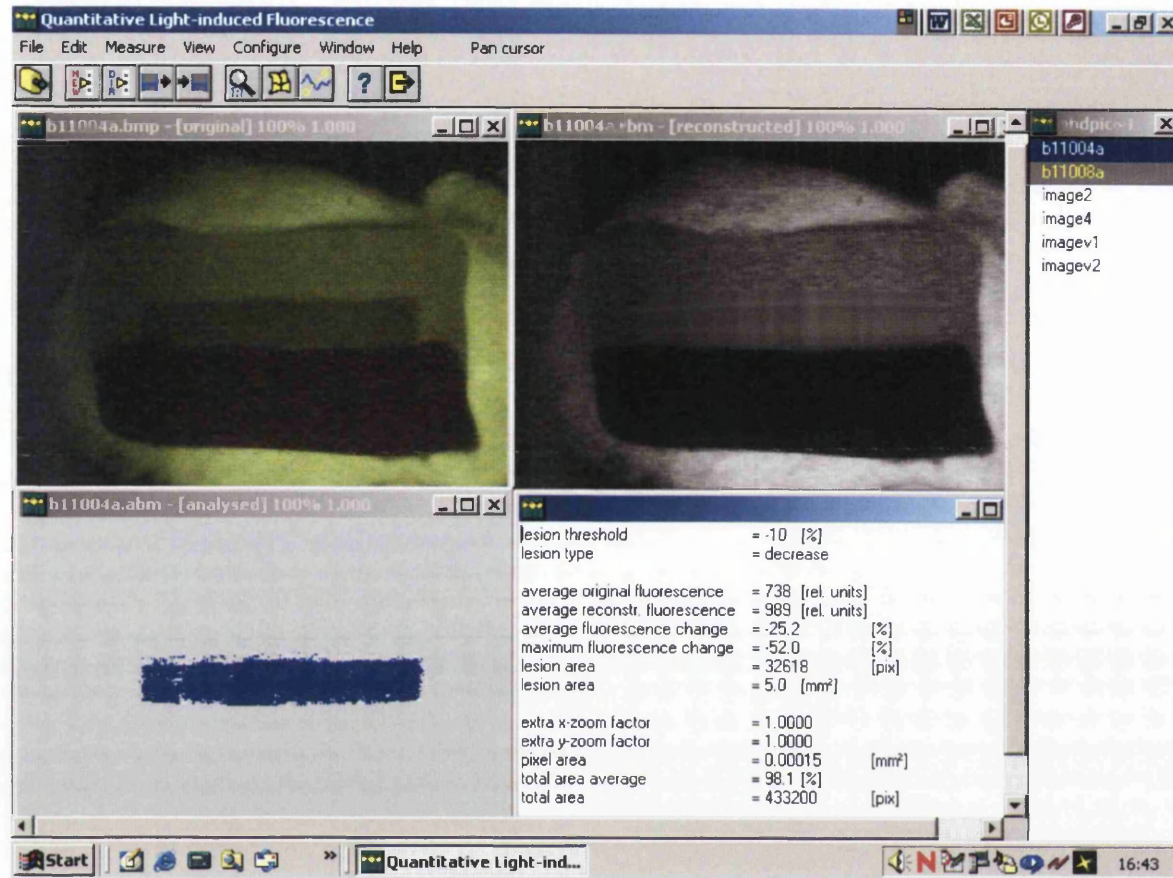 Quantitative Light-induced Fluorescence
File Edit Measure View Configure Window Help Pan cursor
b11004a.bmp - [original] 100% 1.000
b11004a.rbm - [reconstructed] 100% 1.000
b11004a
b11008a
image2
image4
imagev1
imagev2
b11004a.abm - [analysed] 100% 1.000
lesion threshold = -10 [%]
lesion type = decrease
average original fluorescence = 738 [rel. units]
average reconstr. fluorescence = 989 [rel. units]
average fluorescence change = -25.2 [%]
maximum fluorescence change = -52.0 [%]
lesion area = 32618 [pix]
lesion area = 5.0 [mm²]
extra x-zoom factor = 1.0000
extra y-zoom factor = 1.0000
pixel area = 0.00015 [mm²]
total area average = 98.1 [%]
total area = 433200 [pix]
Start » Quantitative Light-ind... 16:43